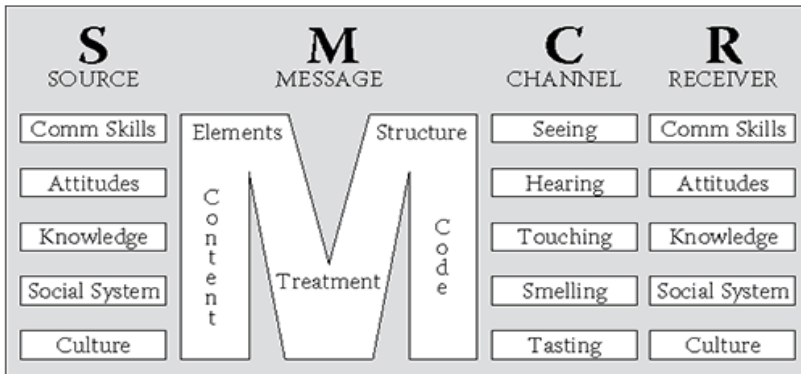 S M C R
SOURCE MESSAGE CHANNEL RECEIVER
Comm Skills Elements Structure Seeing Comm Skills
Attitudes Hearing Attitudes
Content Code
Knowledge Touching Knowledge
Social System Treatment Smelling Social System
Culture Tasting Culture